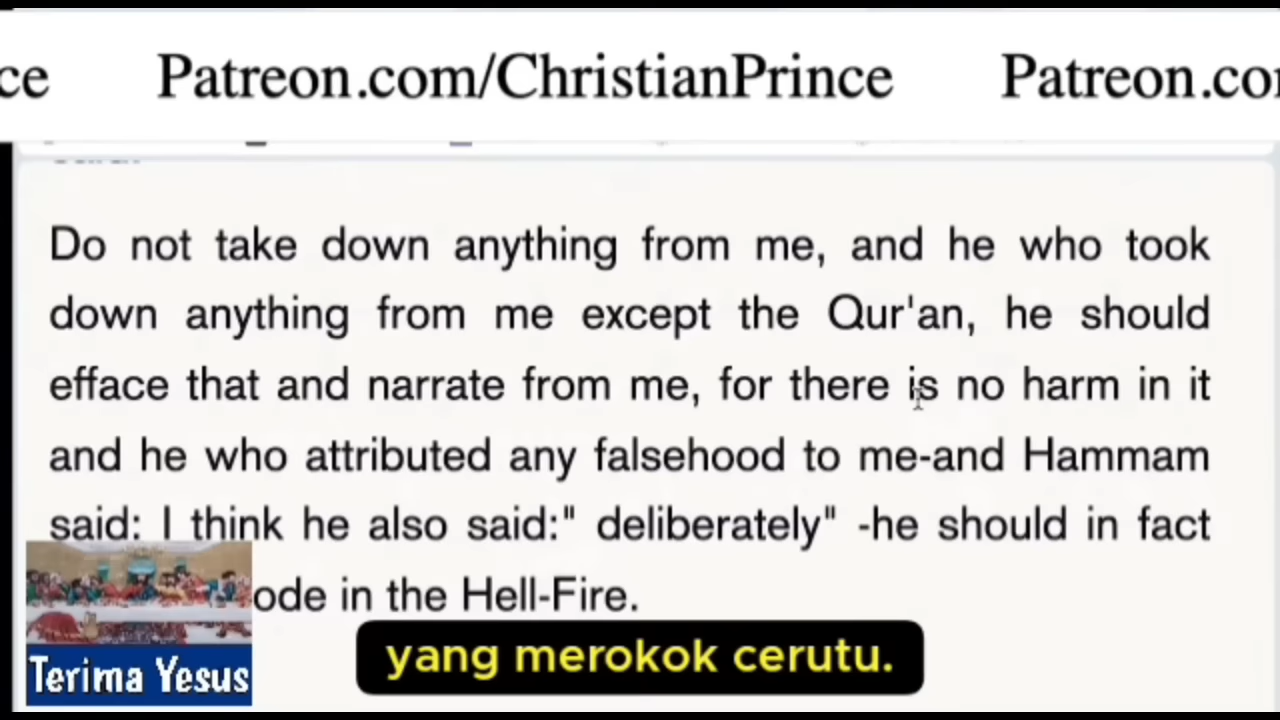 ce Patreon.com/ChristianPrince Patreon.co
Do not take down anything from me, and he who took
down anything from me except the Qur'an, he should
efface that and narrate from me, for there is no harm in it
and he who attributed any falsehood to me-and Hammam
said: I think he also said:" deliberately" -he should in fact
ode in the Hell-Fire.
yang merokok cerutu.
Terima Yesus